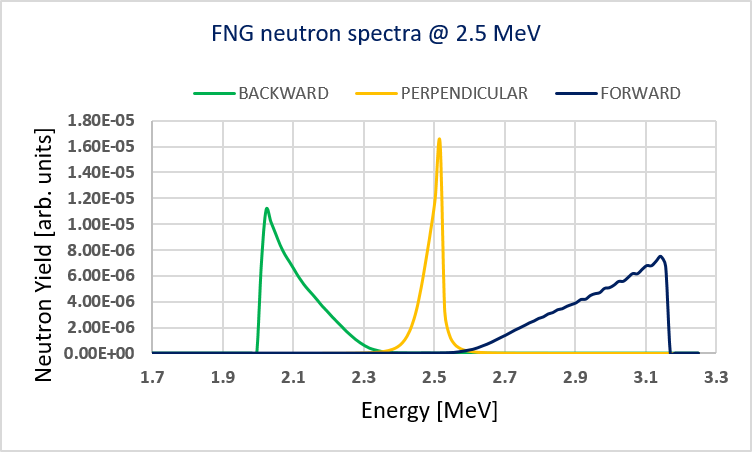 FNG neutron spectra @ 2.5 MeV
BACKWARD PERPENDICULAR FORWARD
Neutron Yield [arb. units]
1.80E-05
1.60E-05
1.40E-05
1.20E-05
1.00E-05
8.00E-06
6.00E-06
4.00E-06
2.00E-06
0.00E+00
1.7 1.9 2.1 2.3 2.5 2.7 2.9 3.1 3.3
Energy [MeV]